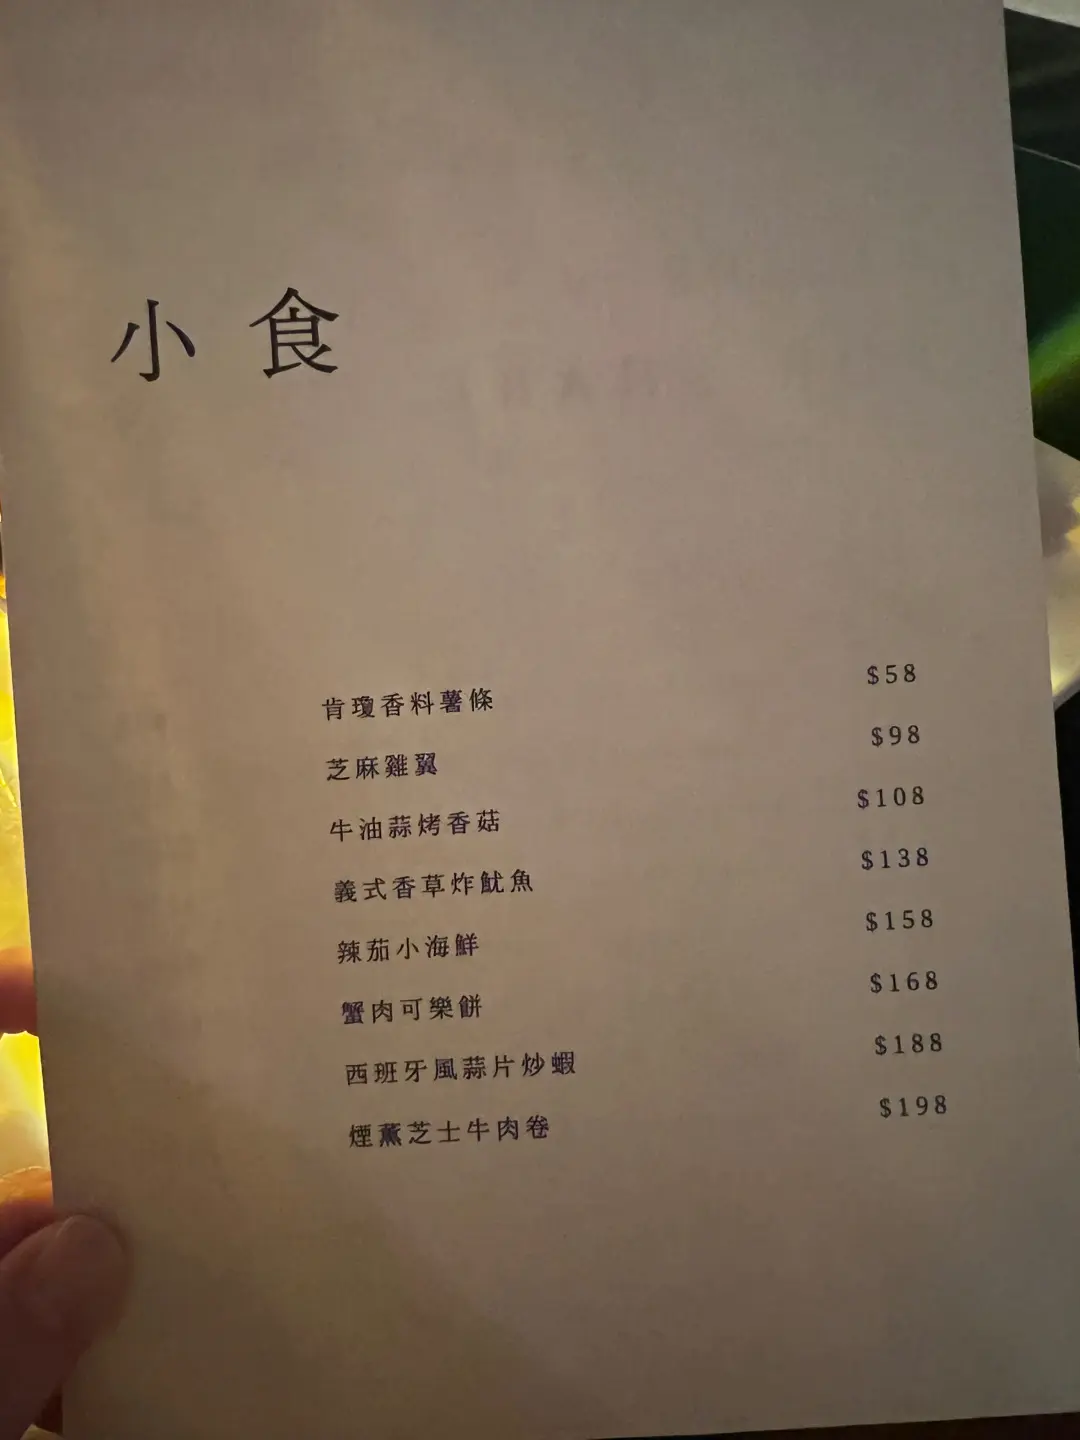 小食
肯瓊香料薯條 $58
芝麻雞翼 $98
牛油蒜烤香菇 $108
義式香草炸魷魚 $138
辣茄小海鮮 $158
蟹肉可樂餅 $168
西班牙風蒜片炒蝦 $188
煙薰芝士牛肉卷 $198